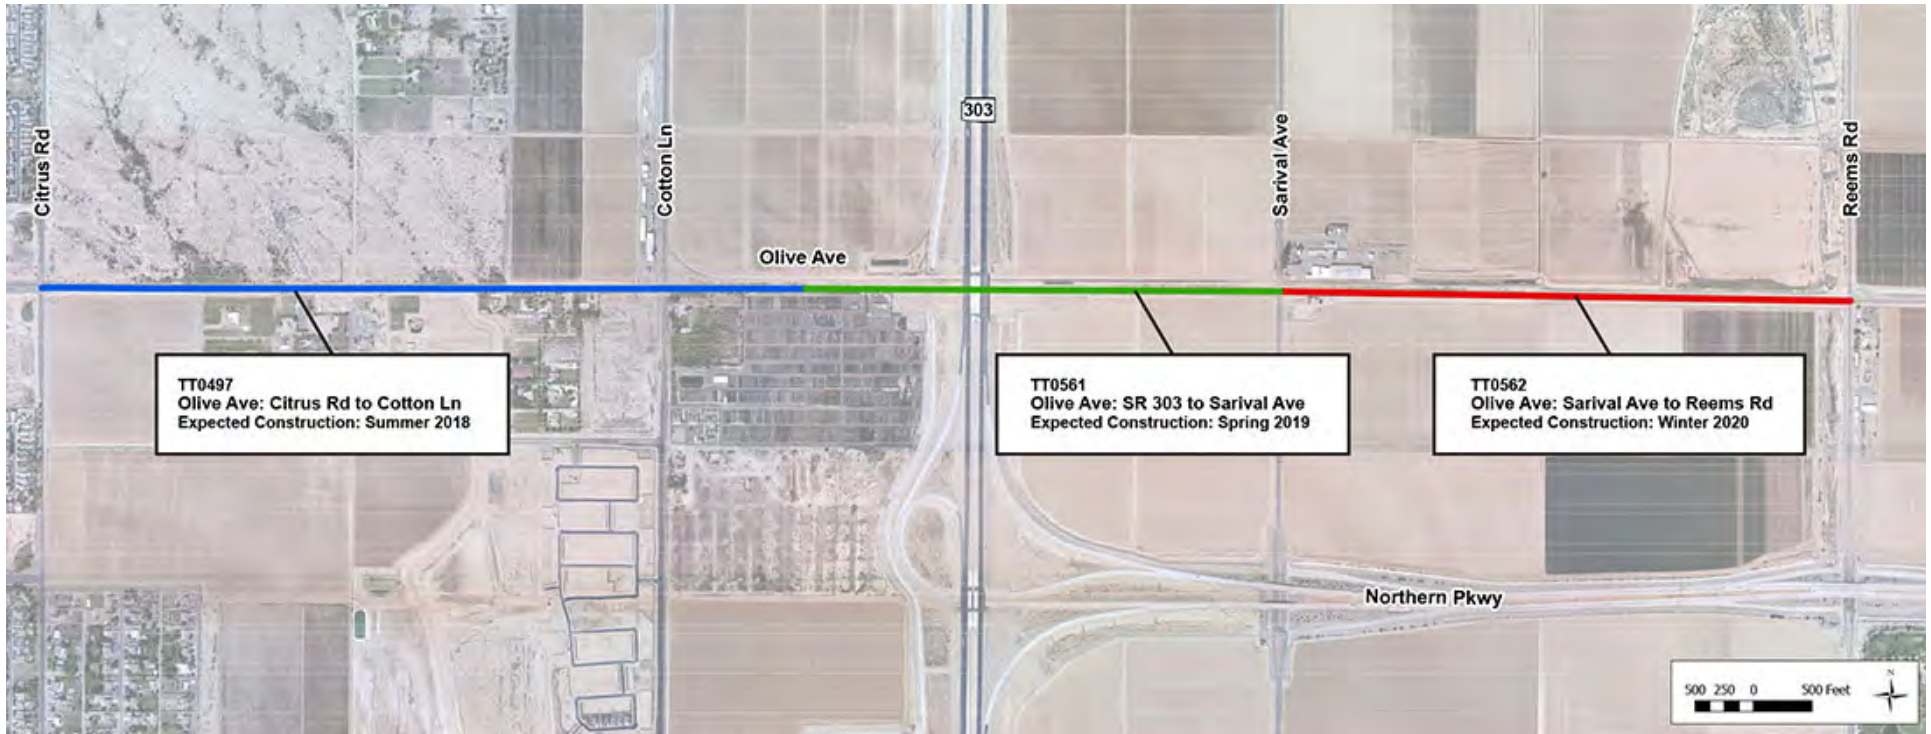 303
Citrus Rd
Cotton Ln
Sarival Ave
Reems Rd
Olive Ave
TT0497
Olive Ave: Citrus Rd to Cotton Ln
Expected Construction: Summer 2018
TT0561
Olive Ave: SR 303 to Sarival Ave
Expected Construction: Spring 2019
TT0562
Olive Ave: Sarival Ave to Reems Rd
Expected Construction: Winter 2020
Northern Pkwy
N
500 250 0 500 Feet